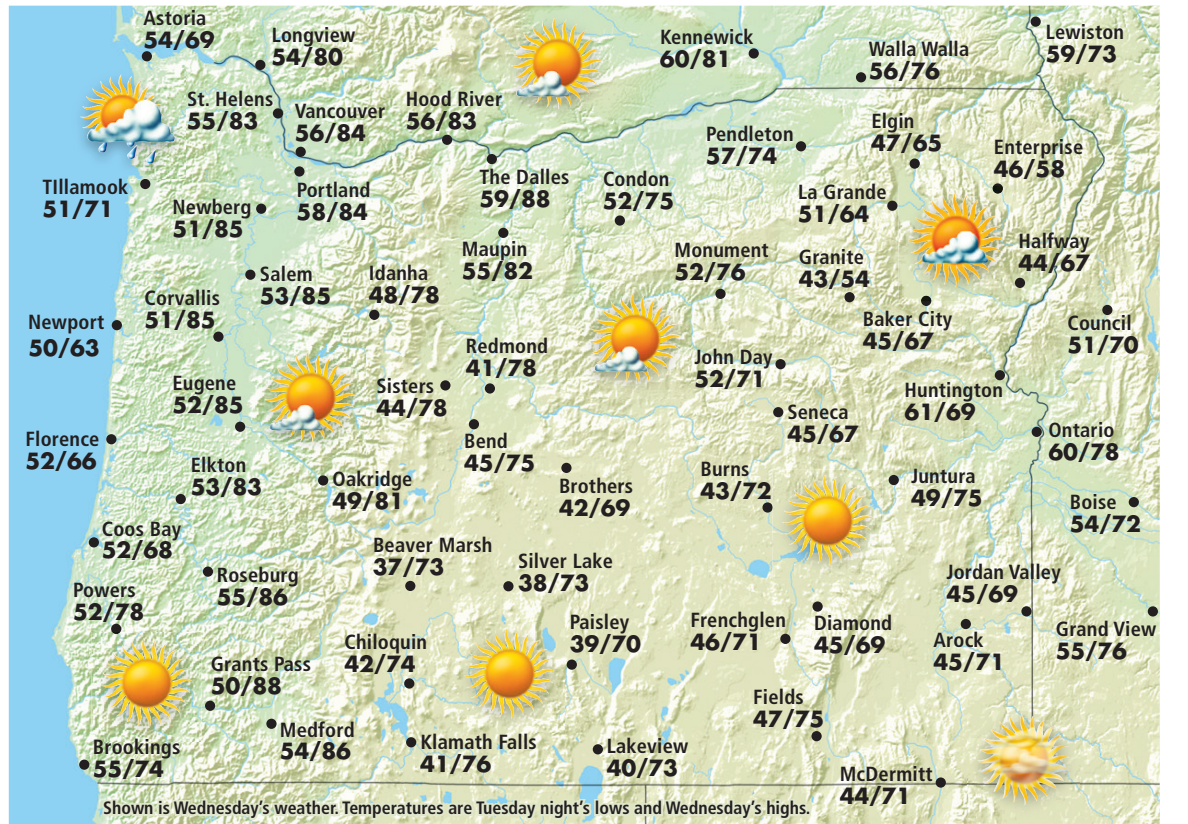 Astoria
54/69
Longview
54/80
Kennewick
60/81
Walla Walla
56/76
Lewiston
59/73
St. Helens
55/83
Vancouver
56/84
Hood River
56/83
Pendleton
57/74
Elgin
47/65
Enterprise
46/58
TIllamook
51/71
Newberg
51/85
Portland
58/84
The Dalles
59/88
Condon
52/75
La Grande
51/64
Maupin
55/82
Monument
52/76
Granite
43/54
Halfway
44/67
Salem
53/85
Idanha
48/78
Corvallis
51/85
Newport
50/63
Baker City
45/67
Council
51/70
Redmond
41/78
John Day
52/71
Eugene
52/85
Sisters
44/78
Huntington
61/69
Seneca
45/67
Florence
52/66
Bend
45/75
Ontario
60/78
Elkton
53/83
Oakridge
49/81
Brothers
42/69
Burns
43/72
Juntura
49/75
Boise
54/72
Coos Bay
52/68
Beaver Marsh
37/73
Silver Lake
38/73
Roseburg
55/86
Jordan Valley
45/69
Powers
52/78
Chiloquin
42/74
Paisley
39/70
Frenchglen
46/71
Diamond
45/69
Arock
45/71
Grand View
55/76
Grants Pass
50/88
Fields
47/75
Medford
54/86
Brookings
55/74
Klamath Falls
41/76
Lakeview
40/73
McDermitt
44/71
Shown is Wednesday's weather. Temperatures are Tuesday night's lows and Wednesday's highs.